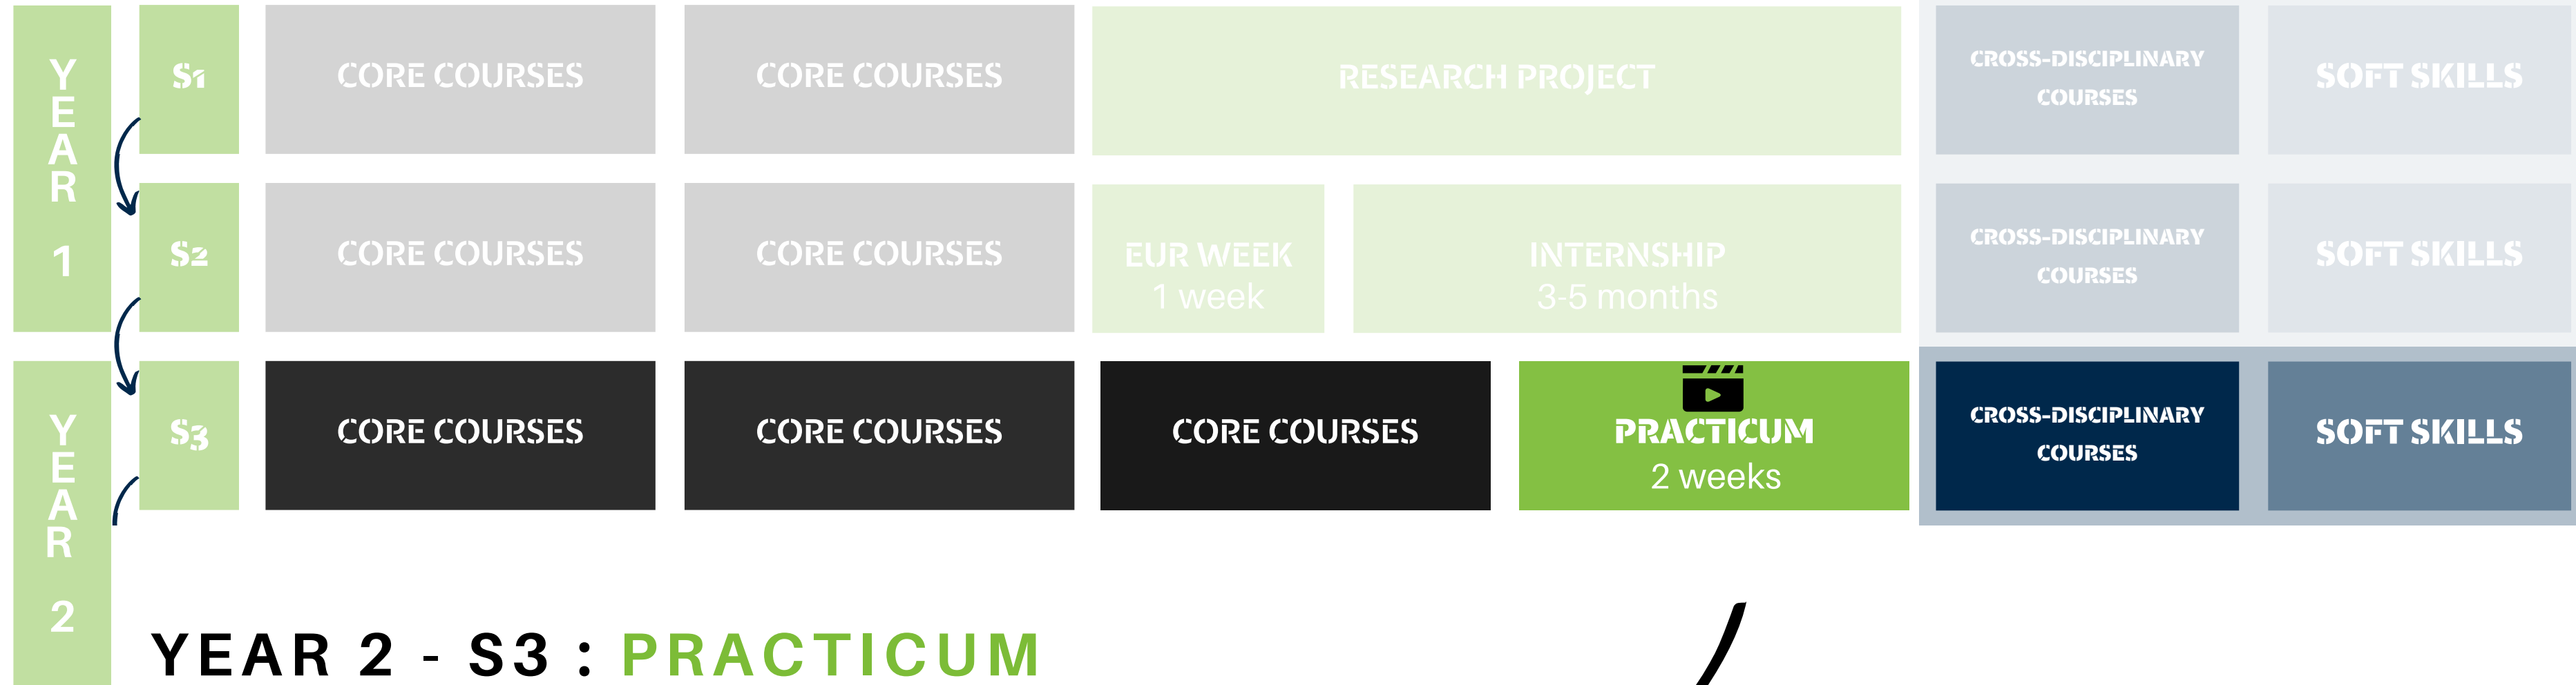 YEAR 1
S1
CORE COURSES
CORE COURSES
RESEARCH PROJECT
CROSS-DISCIPLINARY
COURSES
SOFT SKILLS
S2
CORE COURSES
CORE COURSES
EUR WEEK
1 week
INTERNSHIP
3-5 months
CROSS-DISCIPLINARY
COURSES
SOFT SKILLS
YEAR 2
S3
CORE COURSES
CORE COURSES
CORE COURSES
PRACTICUM
2 weeks
CROSS-DISCIPLINARY
COURSES
SOFT SKILLS
YEAR 2 - S3 : PRACTICUM